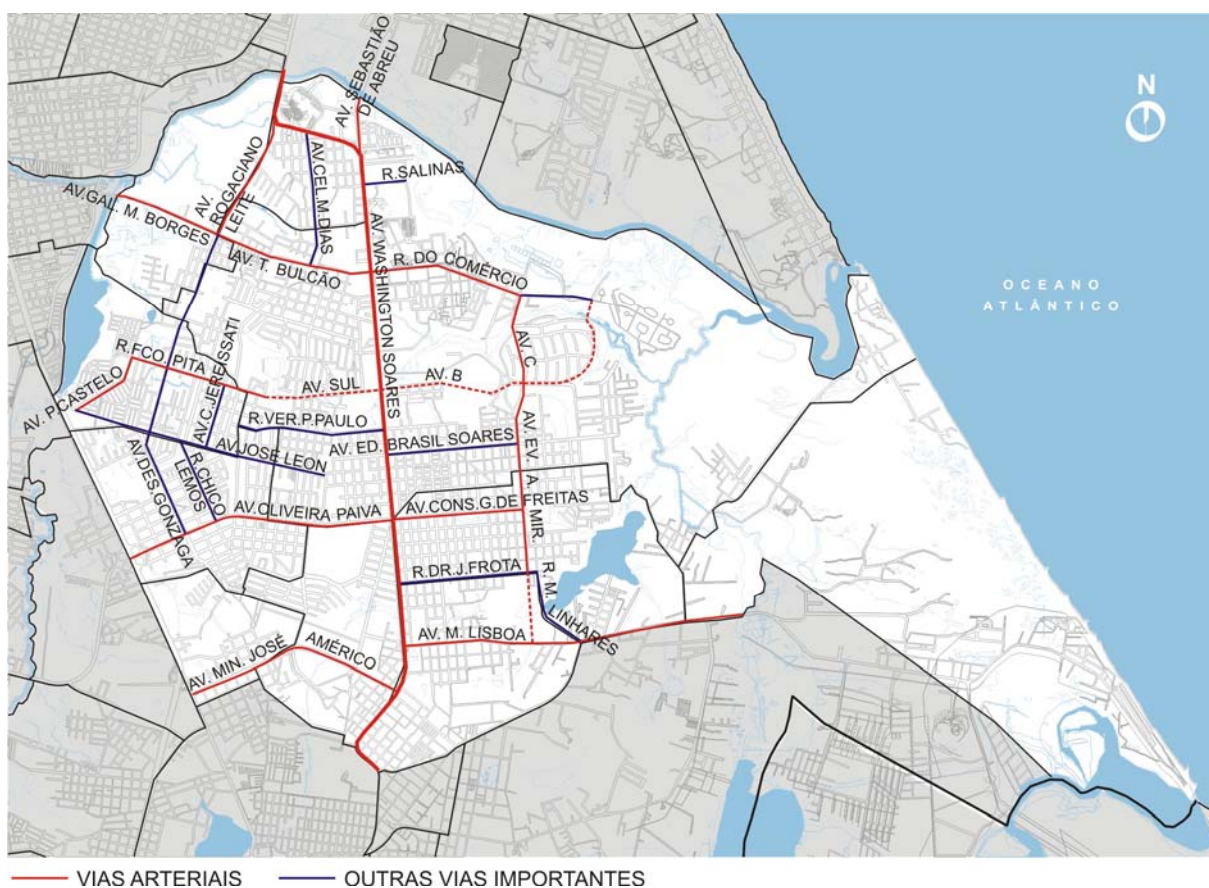 AV. SEBASTIÃO
DE ABREU
N
AV.
ROGACIANO
LEITE
AV.CEL.M.DIAS
R.SALINAS
AV.GAL. M. BORGES
AV. T. BULCÃO
AV. WASHINGTON SOARES
R. DO COMÉRCIO
OCEANO
ATLÂNTICO
R.FCO. PITA
AV. C
AV. P.CASTELO
AV.C.JEREISSATI
AV. SUL
AV. B
R.VER.P.PAULO
AV. ED. BRASIL SOARES
AV. EV. A. MIR.
AV.JOSÉ LEON
AV.DES.GONZAGA
R.CHICO
LEMOS
AV.OLIVEIRA PAIVA
AV.CONS.G.DE FREITAS
R.DR.J.FROTA
R. M. LINHARES
AV. M. LISBOA
AV. MIN. JOSÉ AMÉRICO
VIAS ARTERIAIS
OUTRAS VIAS IMPORTANTES